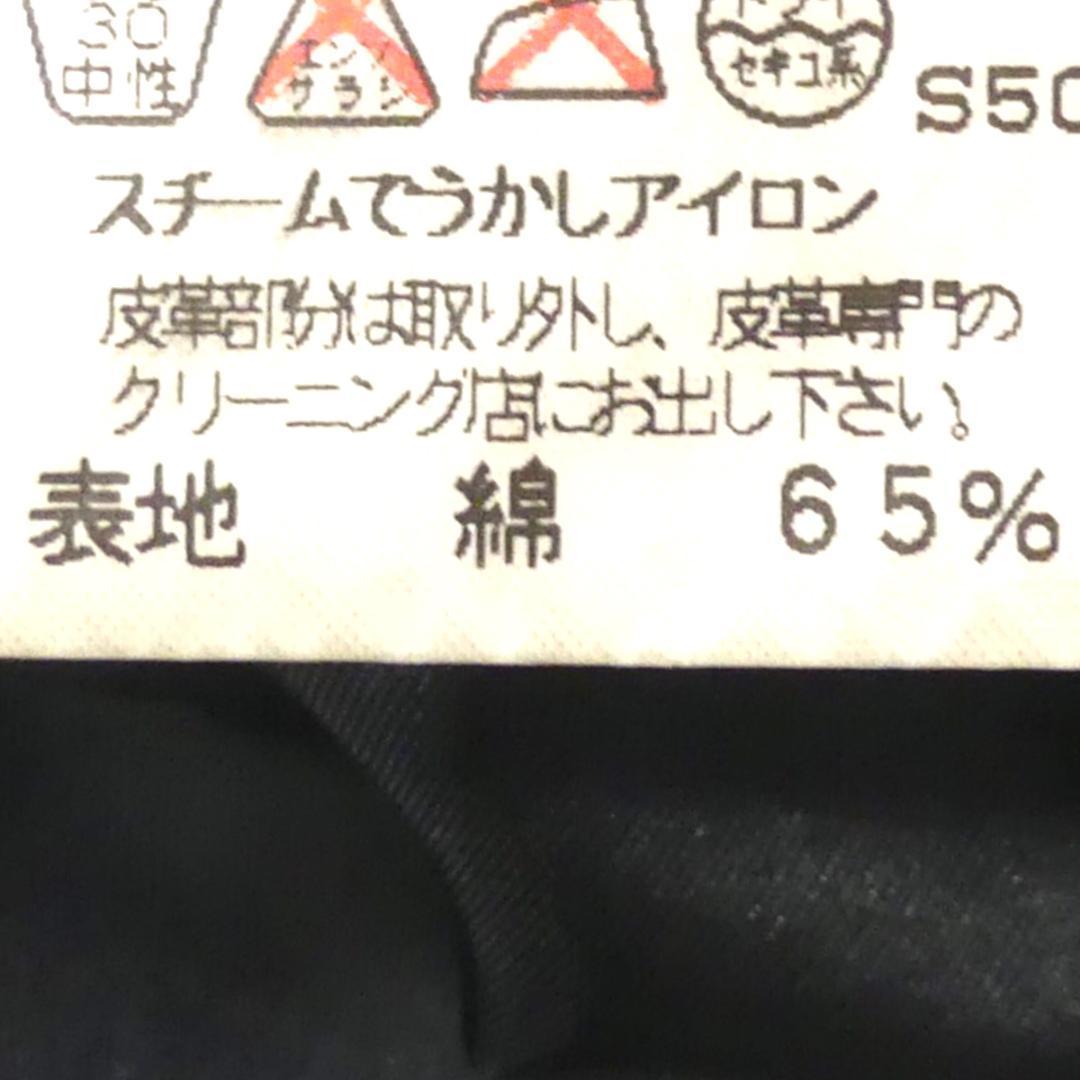 30
中性
エンソ
サラシ
セキユ系
S50
スチームでうかしアイロン
皮革部分は取り外し、皮革専門の
クリーニング店にお出し下さい。
表地 綿 65%